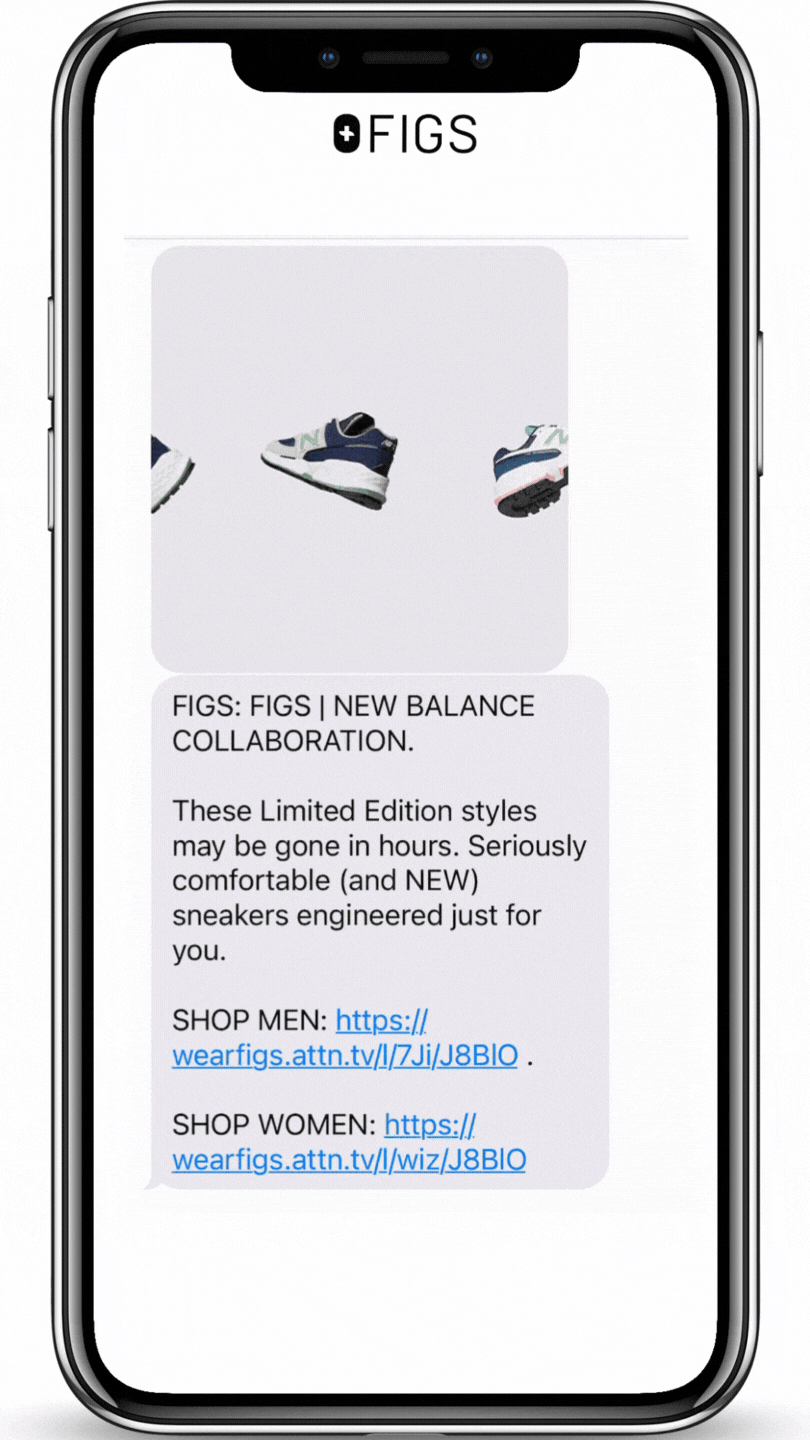 FIGS
FIGS: FIGS | NEW BALANCE
COLLABORATION.
These Limited Edition styles
may be gone in hours. Seriously
comfortable (and NEW)
sneakers engineered just for
you.
SHOP MEN: https://
wearfigs.attn.tv/l/7Ji/J8BlO .
SHOP WOMEN: https://
wearfigs.attn.tv/l/wiz/J8BlO